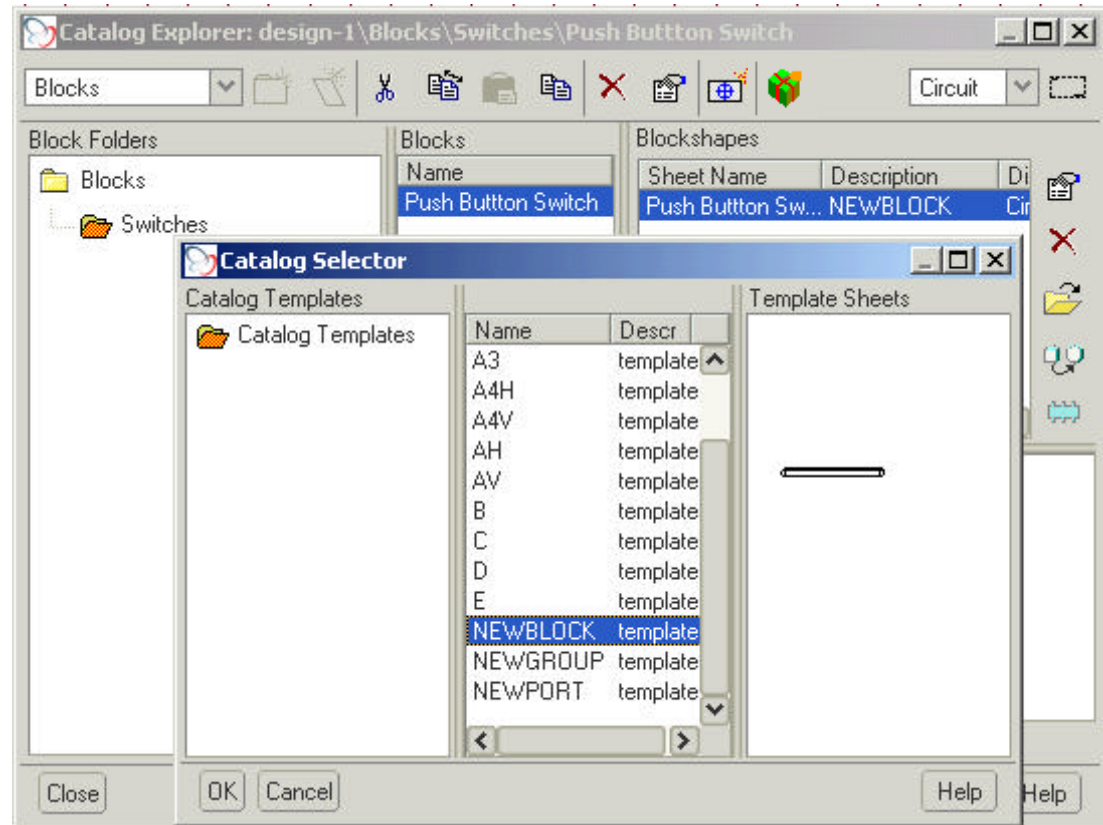 Catalog Explorer: design-1\Blocks\Switches\Push Buttton Switch
Blocks
Circuit
Block Folders
Blocks
Blockshapes
Blocks
Name
Sheet Name Description Di
Push Buttton Switch
Push Buttton Sw... NEWBLOCK Cir
Switches
Catalog Selector
Catalog Templates
Template Sheets
Catalog Templates
Name Descr
A3 template
A4H template
A4V template
AH template
AV template
B template
C template
D template
E template
NEWBLOCK template
NEWGROUP template
NEWPORT template
Close
OK Cancel
Help
Help